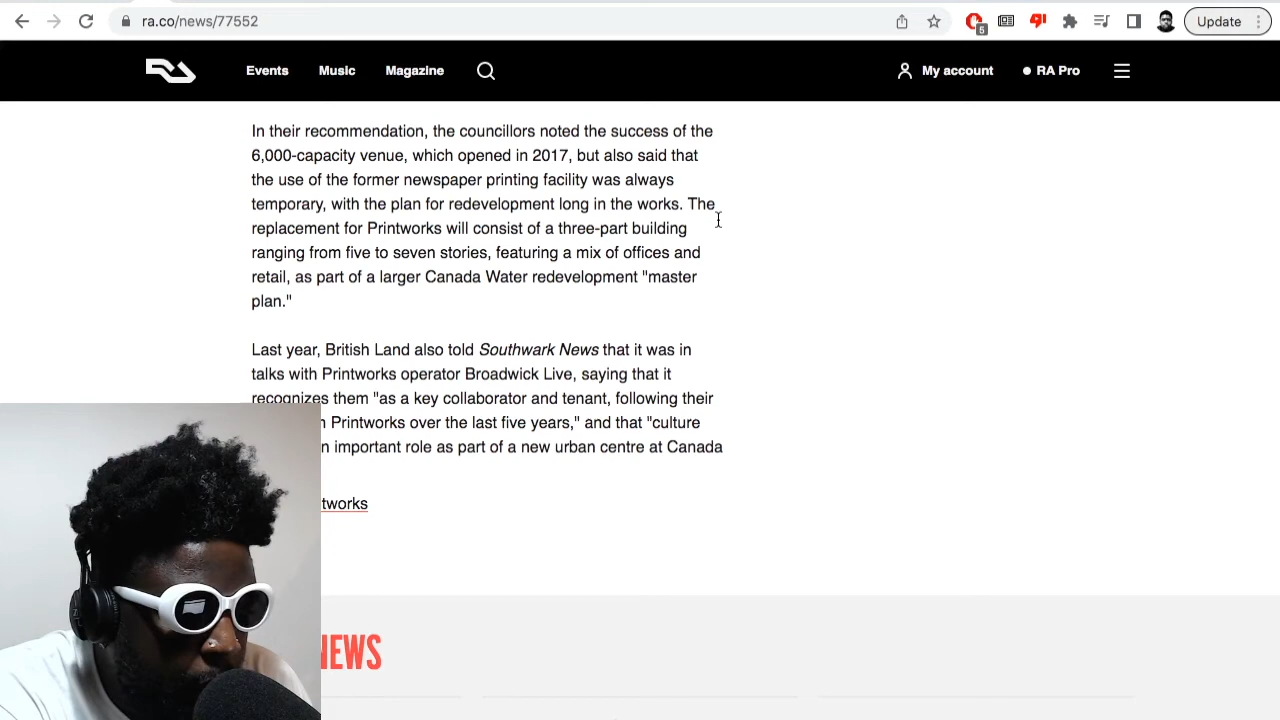 ra.co/news/77552
5
Update
Events
Music
Magazine
My account
RA Pro
In their recommendation, the councillors noted the success of the
6,000-capacity venue, which opened in 2017, but also said that
the use of the former newspaper printing facility was always
temporary, with the plan for redevelopment long in the works. The
replacement for Printworks will consist of a three-part building
ranging from five to seven stories, featuring a mix of offices and
retail, as part of a larger Canada Water redevelopment "master
plan."
Last year, British Land also told Southwark News that it was in
talks with Printworks operator Broadwick Live, saying that it
recognizes them "as a key collaborator and tenant, following their
Printworks over the last five years," and that "culture
important role as part of a new urban centre at Canada
tworks
NEWS